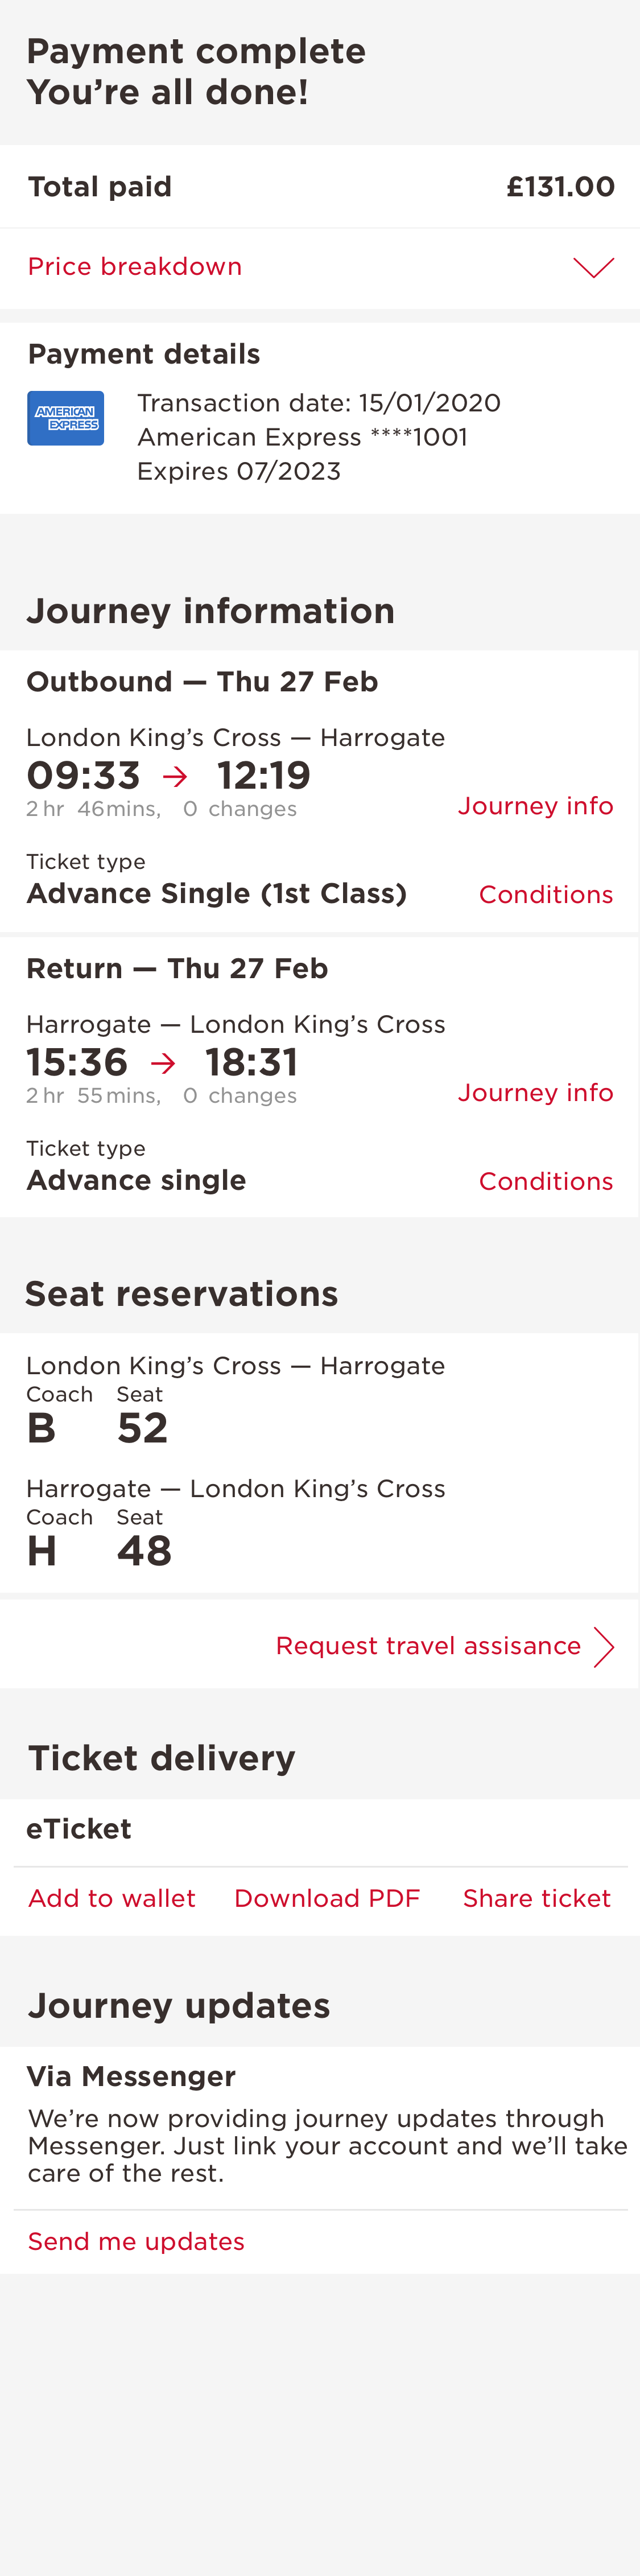 Payment complete
You’re all done!
Total paid £131.00
Price breakdown
Payment details
AMERICAN
EXPRESS
Transaction date: 15/01/2020
American Express ****1001
Expires 07/2023
Journey information
Outbound — Thu 27 Feb
London King’s Cross — Harrogate
09:33 → 12:19
2 hr 46 mins, 0 changes
Journey info
Ticket type
Advance Single (1st Class) Conditions
Return — Thu 27 Feb
Harrogate — London King’s Cross
15:36 → 18:31
2 hr 55 mins, 0 changes
Journey info
Ticket type
Advance single Conditions
Seat reservations
London King’s Cross — Harrogate
Coach Seat
B 52
Harrogate — London King’s Cross
Coach Seat
H 48
Request travel assisance
Ticket delivery
eTicket
Add to wallet Download PDF Share ticket
Journey updates
Via Messenger
We’re now providing journey updates through
Messenger. Just link your account and we’ll take
care of the rest.
Send me updates